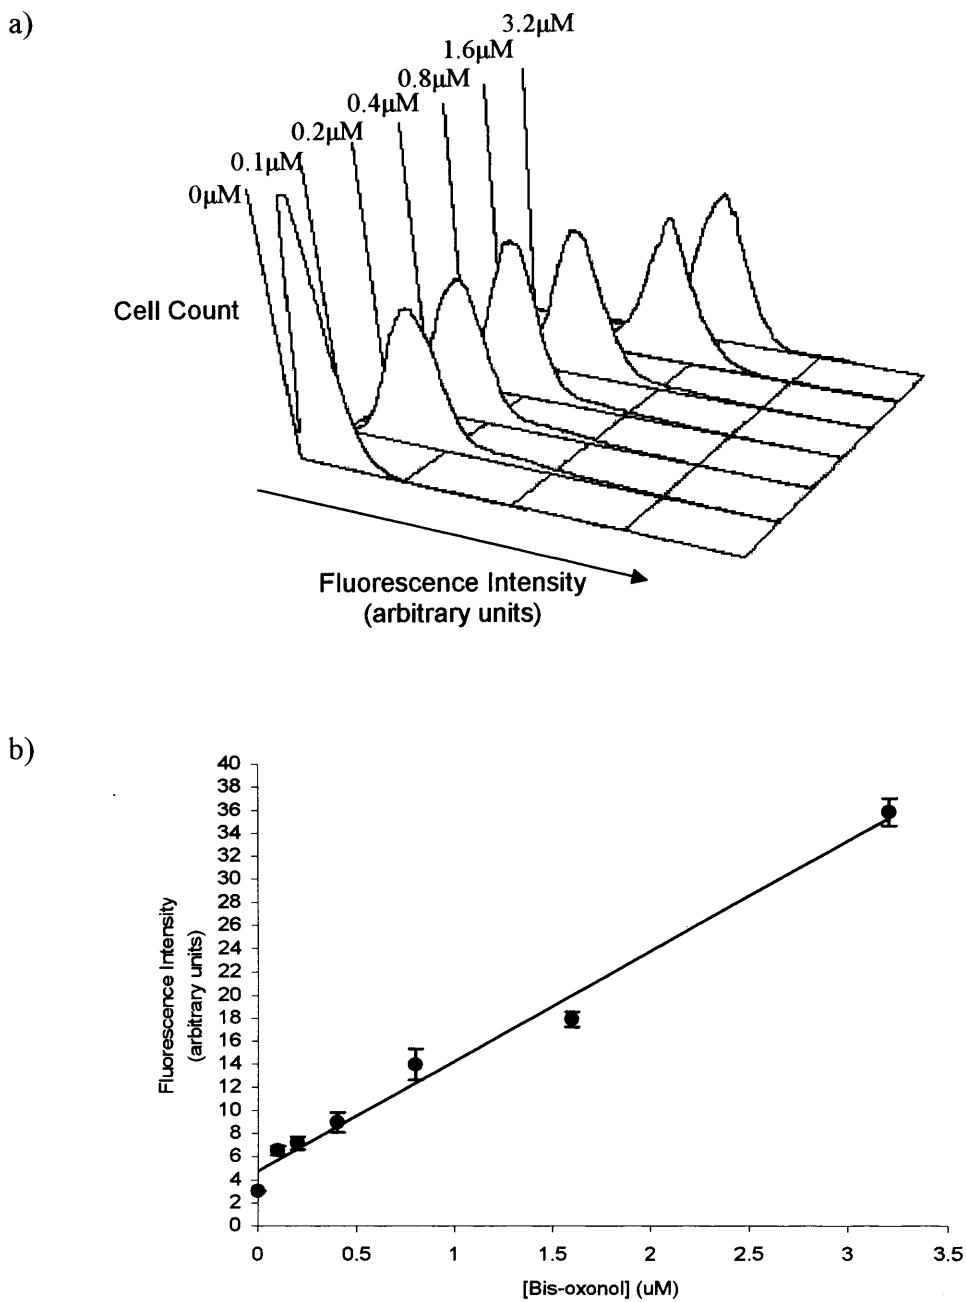 a)
3.2µM
1.6µM
0.8µM
0.4µM
0.2µM
0.1µM
0µM
Cell Count
Fluorescence Intensity
(arbitrary units)
b)
40
38
36
34
32
30
28
26
24
22
20
18
16
14
12
10
8
6
4
2
0
Fluorescence Intensity
(arbitrary units)
0
0.5
1
1.5
2
2.5
3
3.5
[Bis-oxonol] (uM)